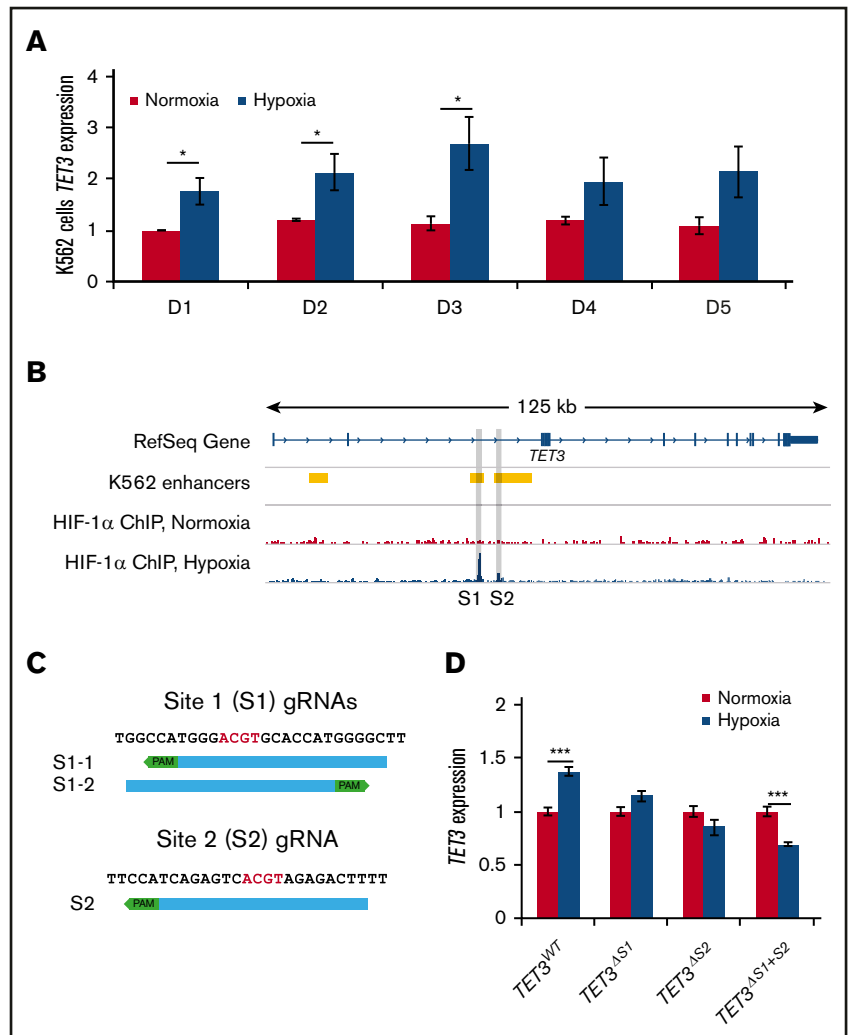 A
K562 cells TET3 expression
4
3
2
1
0
Normoxia Hypoxia
* * *
D1 D2 D3 D4 D5
B
125 kb
RefSeq Gene
TET3
K562 enhancers
HIF-1α ChIP, Normoxia
HIF-1α ChIP, Hypoxia
S1 S2
C
Site 1 (S1) gRNAs
TGGCCATGGGACGTGCACCATGGGGCTT
S1-1 PAM
S1-2 PAM
Site 2 (S2) gRNA
TTCCATCAGAGTCACGTAGAGACTTTT
S2 PAM
D
TET3 expression
2
1.5
1
0.5
0
Normoxia
Hypoxia
*** ***
TET3WT TET3ΔS1 TET3ΔS2 TET3ΔS1+S2